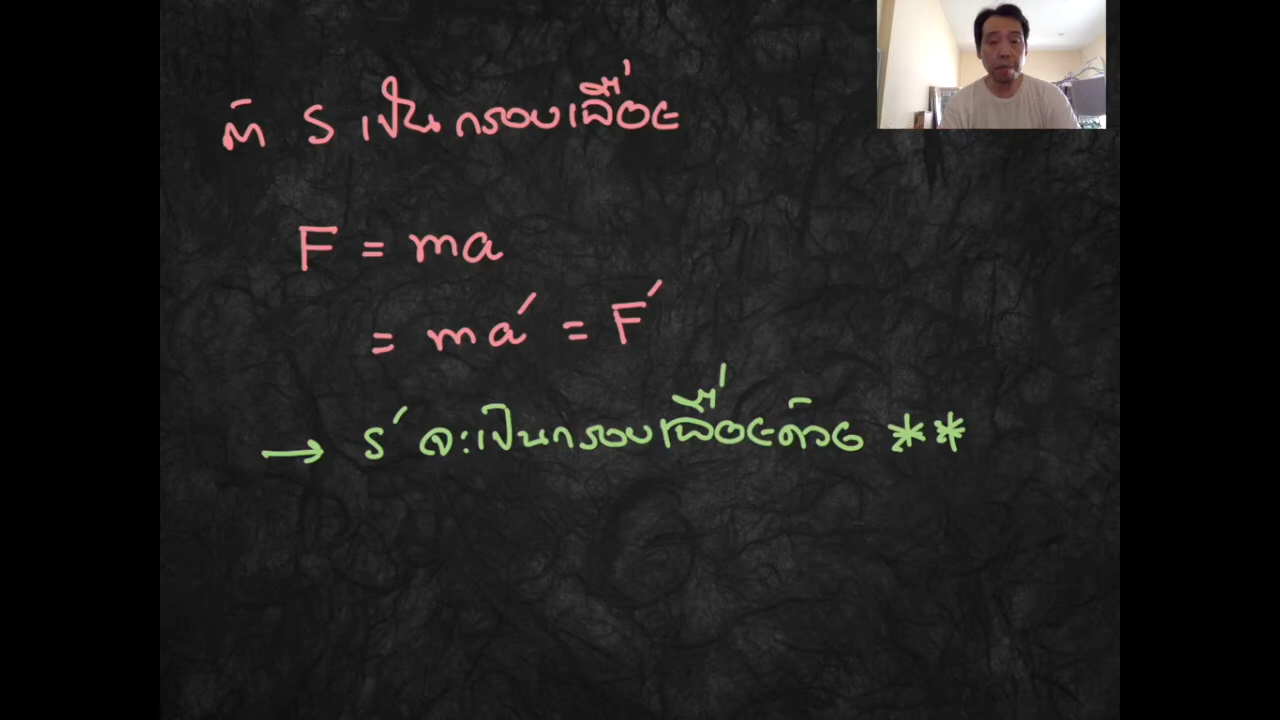 ถ้า S เป็นกรอบเฉื่อย
F = ma
= ma′ = F′
→ S′ จะเป็นกรอบเฉื่อยด้วย **